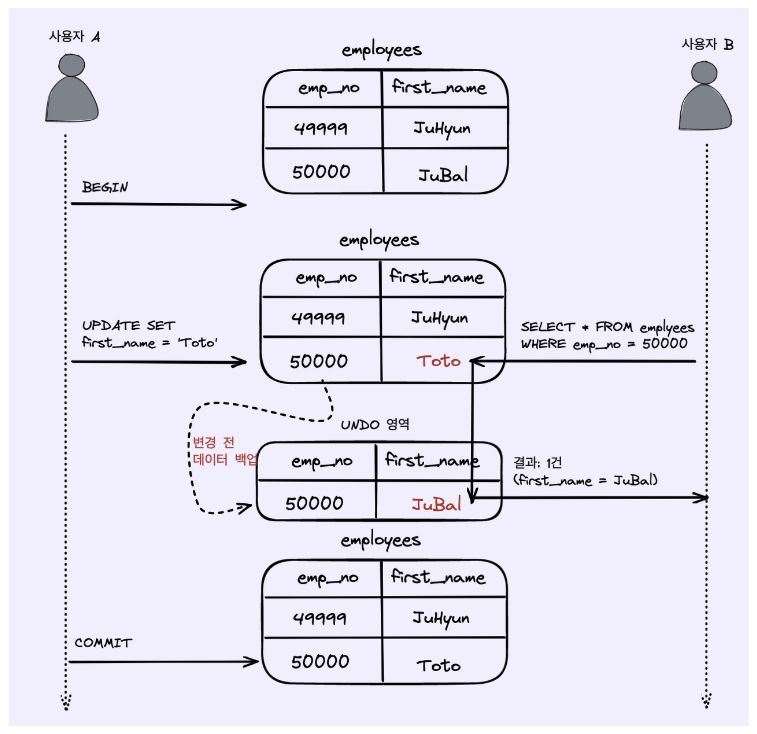 사용자 A
사용자 B
employees
emp_no first_name
49999 JuHyun
50000 JuBal
BEGIN
employees
emp_no first_name
49999 JuHyun
50000 Toto
UPDATE SET
first_name = 'Toto'
SELECT * FROM emplyees
WHERE emp_no = 50000
UNDO 영역
변경 전
데이터 백업
emp_no first_name
50000 JuBal
결과: 1건
(first_name = JuBal)
employees
emp_no first_name
49999 JuHyun
50000 Toto
COMMIT